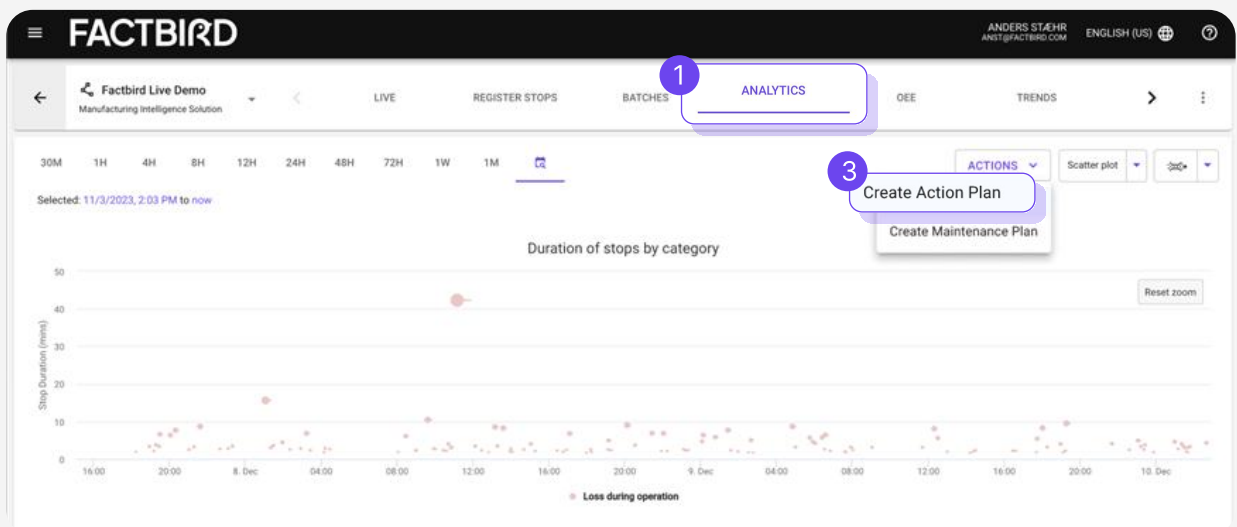 FACTBIRD
ANDERS STÆHR
ANST@FACTBIRD.COM
ENGLISH (US)
Factbird Live Demo
Manufacturing Intelligence Solution
LIVE
REGISTER STOPS
BATCHES
1
ANALYTICS
OEE
TRENDS
30M 1H 4H 8H 12H 24H 48H 72H 1W 1M
ACTIONS
Scatter plot
3
Create Action Plan
Create Maintenance Plan
Selected: 11/3/2023, 2:03 PM to now
Duration of stops by category
Reset zoom
Stop Duration (mins)
50
40
30
20
10
0
16:00 20:00 8. Dec 04:00 08:00 12:00 16:00 20:00 9. Dec 04:00 08:00 12:00 16:00 20:00 10. Dec
Loss during operation